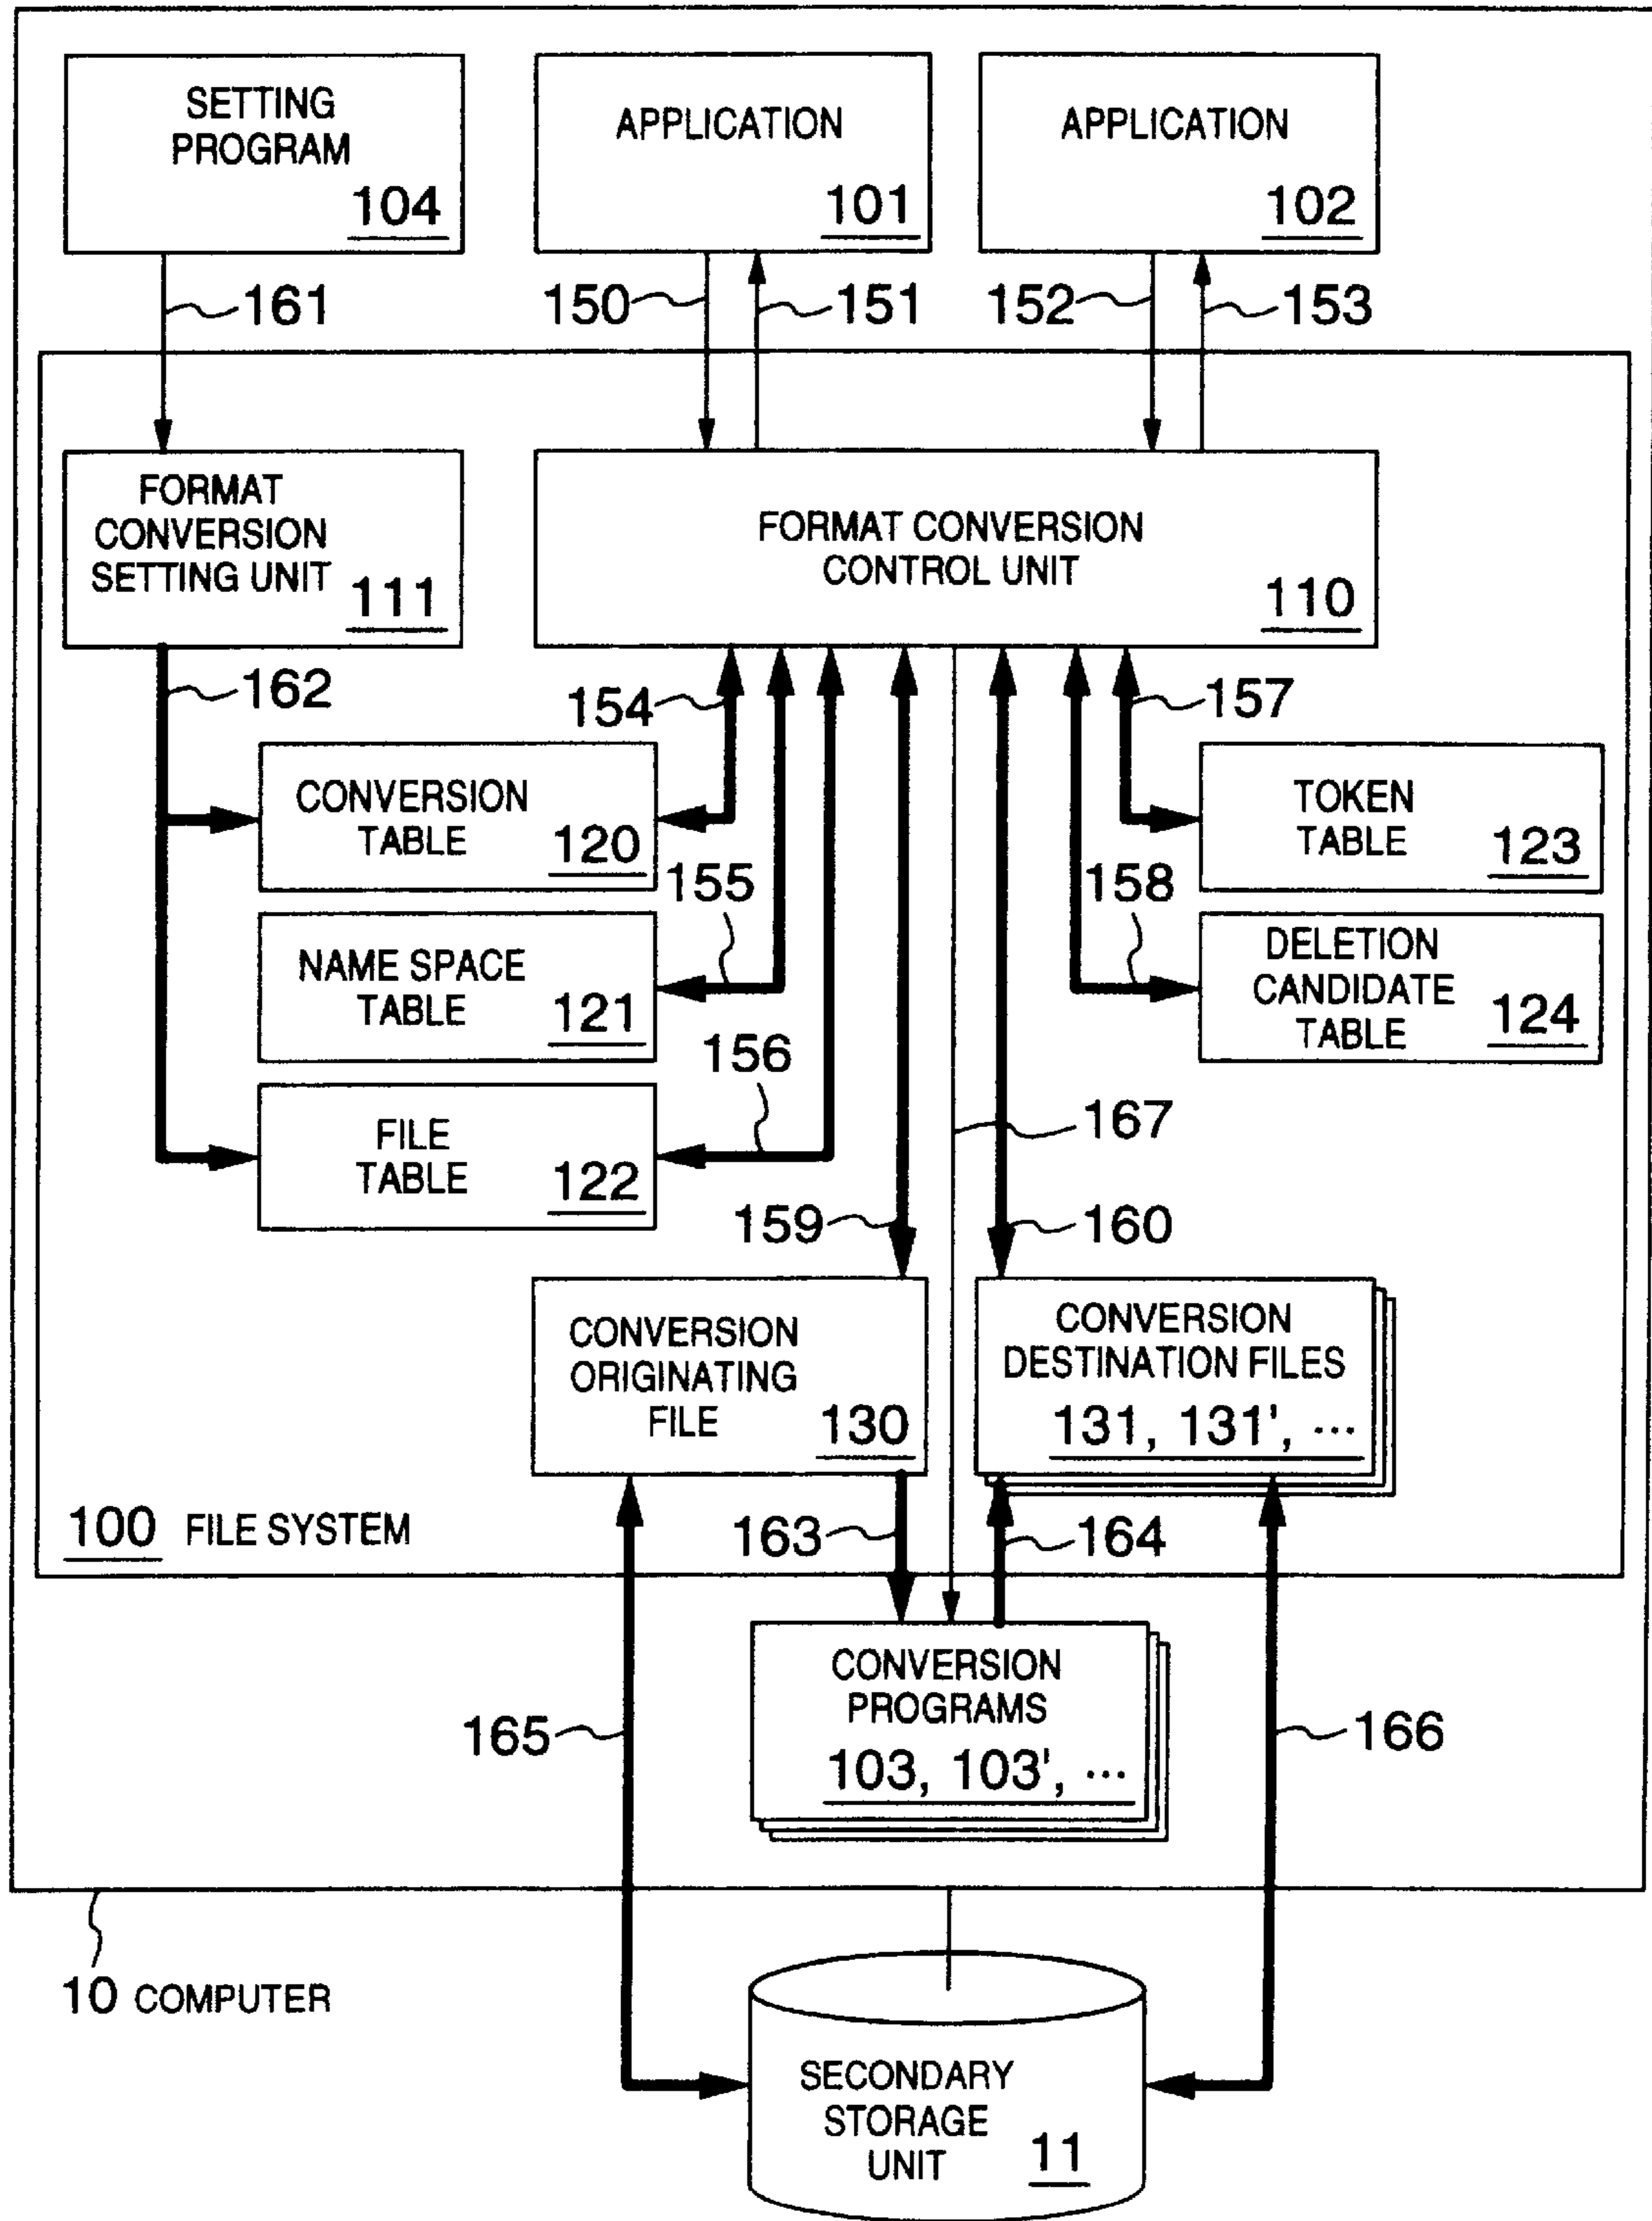 SETTING
PROGRAM
104
APPLICATION
101
APPLICATION
102
161
150
151
152
153
FORMAT
CONVERSION
SETTING UNIT
111
FORMAT CONVERSION
CONTROL UNIT
110
162
154
157
CONVERSION
TABLE
120
TOKEN
TABLE
123
155
158
NAME SPACE
TABLE
121
DELETION
CANDIDATE
TABLE
124
156
167
FILE
TABLE
122
159
160
CONVERSION
ORIGINATING
FILE
130
CONVERSION
DESTINATION FILES
131, 131', ...
100 FILE SYSTEM
163
164
CONVERSION
PROGRAMS
103, 103', ...
165
166
10 COMPUTER
SECONDARY
STORAGE
UNIT
11